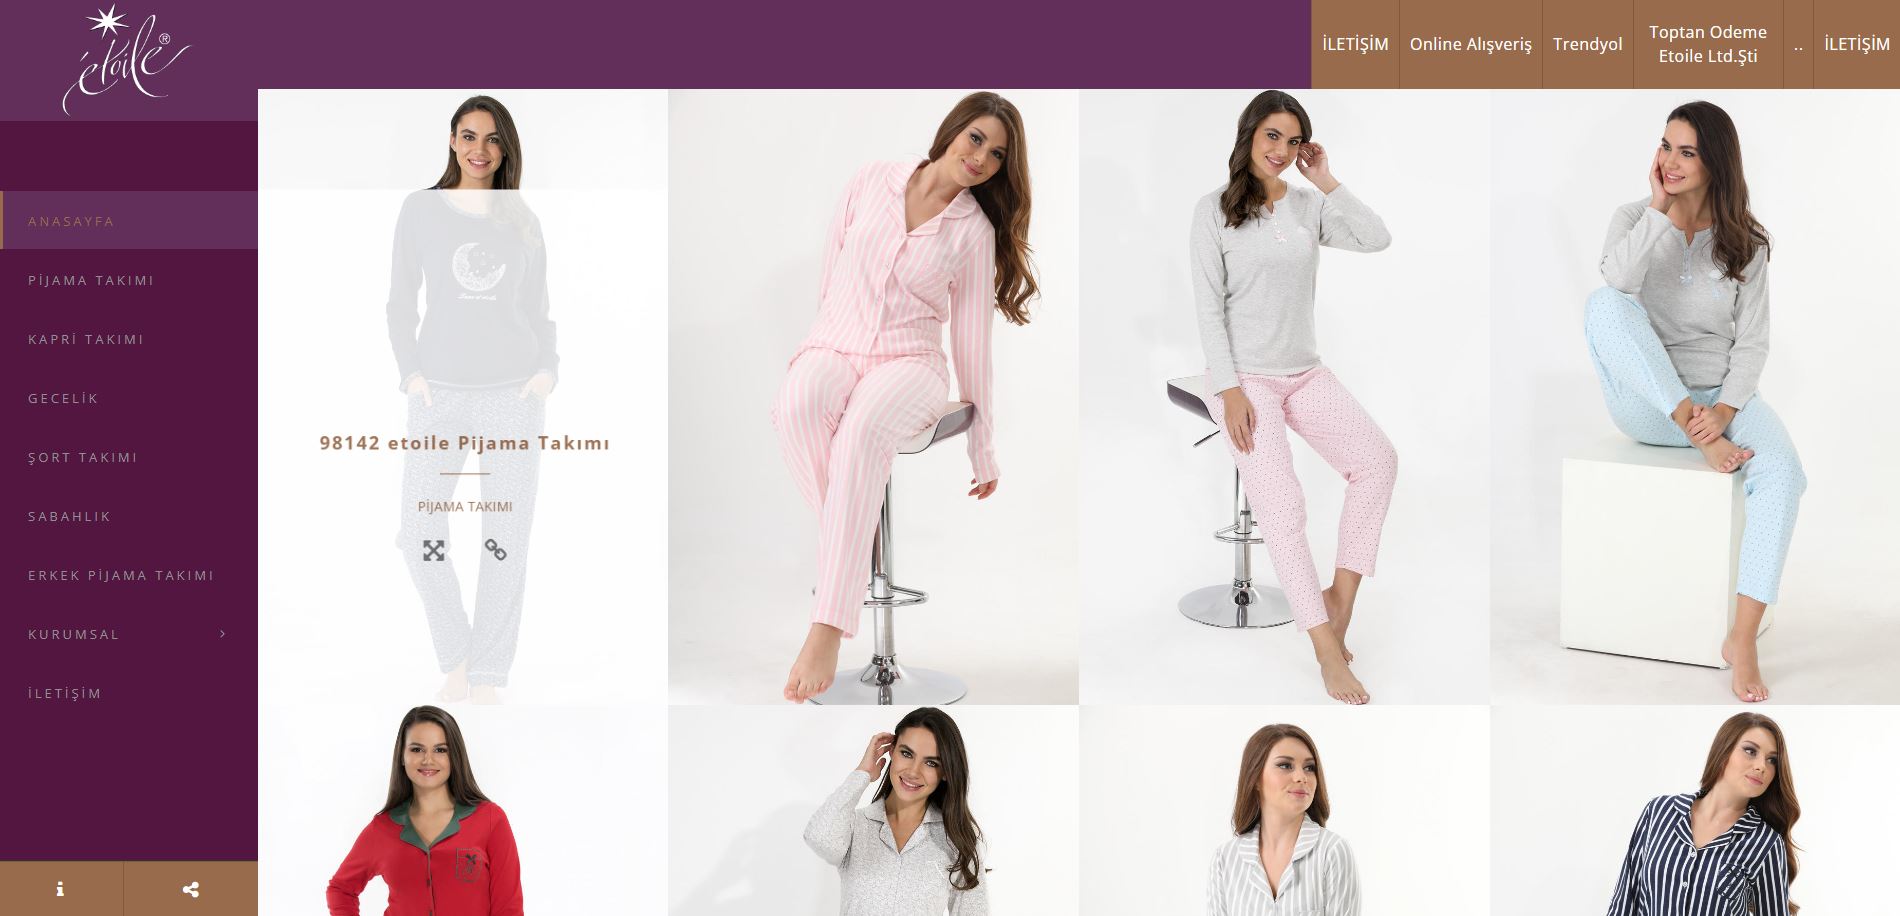 étoile®
İLETİŞİM
Online Alışveriş
Trendyol
Toptan Odeme
Etoile Ltd.Şti
..
İLETİŞİM
ANASAYFA
PİJAMA TAKIMI
KAPRİ TAKIMI
GECELİK
ŞORT TAKIMI
SABAHLIK
ERKEK PİJAMA TAKIMI
KURUMSAL
İLETİŞİM
98142 etoile Pijama Takımı
PİJAMA TAKIMI